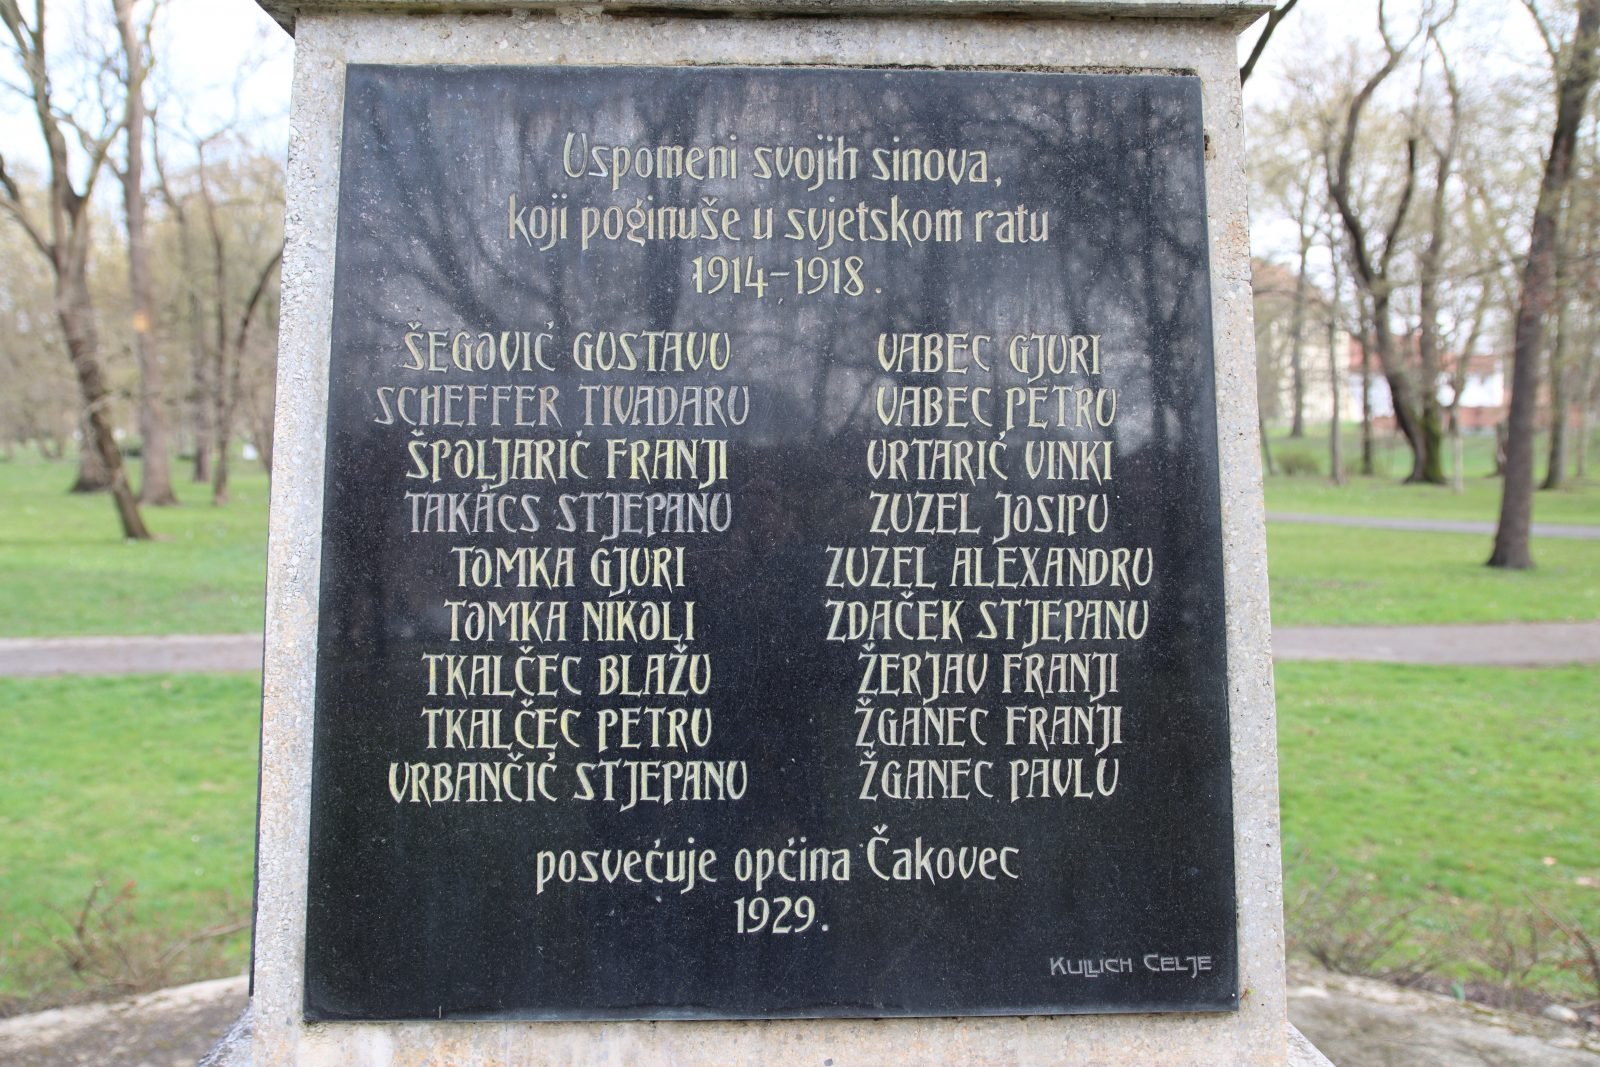 Uspomeni svojih sinova,
koji poginuše u svjetskom ratu
1914-1918.
ŠEGOVIĆ GUSTAVU
SCHEFFER TIVADARU
ŠPOLJARIĆ FRANJI
TAKÁCS STJEPANU
TOMKA GJURI
TOMKA NIKOLI
TKALČEC BLAŽU
TKALČEC PETRU
URBANČIĆ STJEPANU
VABEC GJURI
VABEC PETRU
VRTARIĆ VINKI
ZUZEL JOSIPU
ZUZEL ALEXANDRU
ZDAČEK STJEPANU
ŽERJAV FRANJI
ŽGANEC FRANJI
ŽGANEC PAVLU
posvećuje općina Čakovec
1929.
KULLICH CELJE